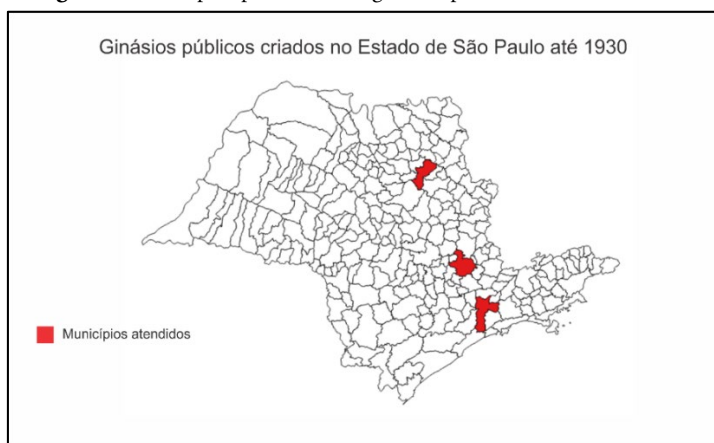 Ginásios públicos criados no Estado de São Paulo até 1930
Municípios atendidos